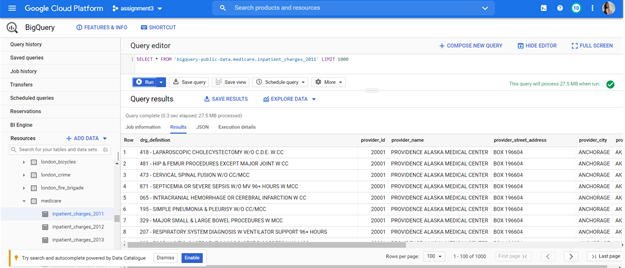 Google Cloud Platform
assignment3
Search products and resources
BigQuery
FEATURES & INFO
SHORTCUT
Query history
Saved queries
Job history
Transfers
Scheduled queries
Reservations
BI Engine
Resources
ADD DATA
Search for your tables and data sets
london_bicycles
london_crime
london_fire_brigade
medicare
inpatient_charges_2011
inpatient_charges_2012
inpatient_charges_2013
Query editor
COMPOSE NEW QUERY
HIDE EDITOR
FULL SCREEN
1 SELECT * FROM `bigquery-public-data.medicare.inpatient_charges_2011` LIMIT 1000
Run
Save query
Save view
Schedule query
More
This query will process 27.5 MB when run.
Query results
SAVE RESULTS
EXPLORE DATA
Query complete (0.3 sec elapsed, 27.5 MB processed)
Job information Results JSON Execution details
Row drg_definition provider_id provider_name provider_street_address provider_city pro
1 418 - LAPAROSCOPIC CHOLECYSTECTOMY W/O C.D.E. W CC 20001 PROVIDENCE ALASKA MEDICAL CENTER BOX 196604 ANCHORAGE AK
2 481 - HIP & FEMUR PROCEDURES EXCEPT MAJOR JOINT W CC 20001 PROVIDENCE ALASKA MEDICAL CENTER BOX 196604 ANCHORAGE AK
3 473 - CERVICAL SPINAL FUSION W/O CC/MCC 20001 PROVIDENCE ALASKA MEDICAL CENTER BOX 196604 ANCHORAGE AK
4 871 - SEPTICEMIA OR SEVERE SEPSIS W/O MV 96+ HOURS W MCC 20001 PROVIDENCE ALASKA MEDICAL CENTER BOX 196604 ANCHORAGE AK
5 065 - INTRACRANIAL HEMORRHAGE OR CEREBRAL INFARCTION W CC 20001 PROVIDENCE ALASKA MEDICAL CENTER BOX 196604 ANCHORAGE AK
6 195 - SIMPLE PNEUMONIA & PLEURISY W/O CC/MCC 20001 PROVIDENCE ALASKA MEDICAL CENTER BOX 196604 ANCHORAGE AK
7 329 - MAJOR SMALL & LARGE BOWEL PROCEDURES W MCC 20001 PROVIDENCE ALASKA MEDICAL CENTER BOX 196604 ANCHORAGE AK
8 207 - RESPIRATORY SYSTEM DIAGNOSIS W VENTILATOR SUPPORT 96+ HOURS 20001 PROVIDENCE ALASKA MEDICAL CENTER BOX 196604 ANCHORAGE AK
Try search and autocomplete powered by Data Catalogue
Dismiss
Enable
Rows per page: 100
1 - 100 of 1000
First page
Last page